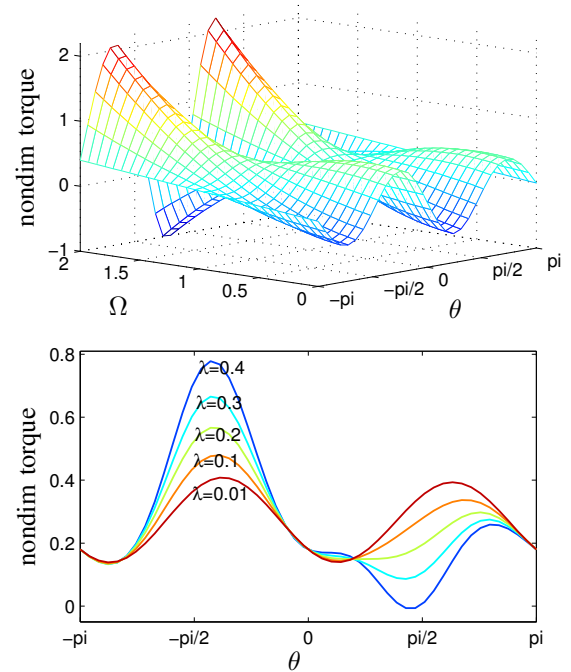 nondim torque
2
1
0
−1
2
1.5
1
0.5
0
Ω
−pi
−pi/2
0
pi/2
pi
θ
nondim torque
0.8
0.6
0.4
0.2
0
λ=0.4
λ=0.3
λ=0.2
λ=0.1
λ=0.01
−pi
−pi/2
0
pi/2
pi
θ